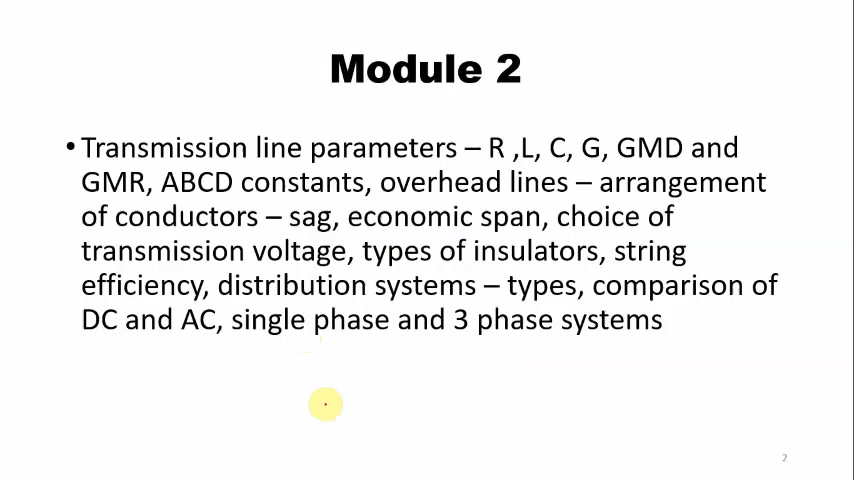 Module 2
•Transmission line parameters – R ,L, C, G, GMD and
GMR, ABCD constants, overhead lines – arrangement
of conductors – sag, economic span, choice of
transmission voltage, types of insulators, string
efficiency, distribution systems – types, comparison of
DC and AC, single phase and 3 phase systems
2